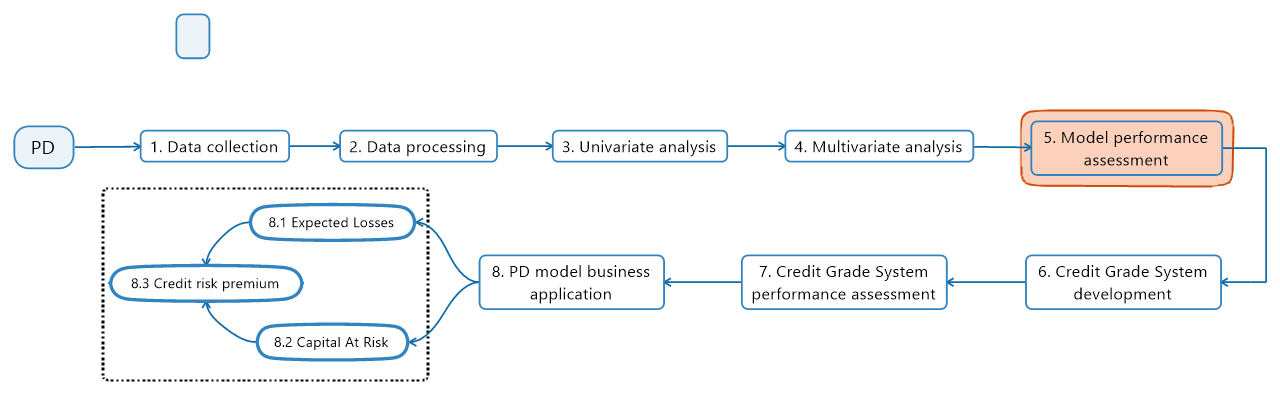 PD
1. Data collection
2. Data processing
3. Univariate analysis
4. Multivariate analysis
5. Model performance
assessment
6. Credit Grade System
development
7. Credit Grade System
performance assessment
8. PD model business
application
8.1 Expected Losses
8.2 Capital At Risk
8.3 Credit risk premium